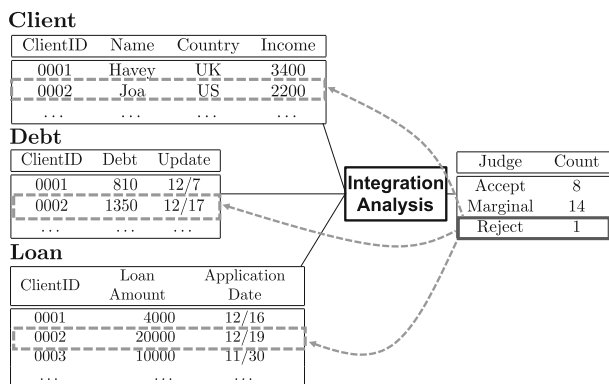 Client
ClientID Name Country Income
0001 Havey UK 3400
0002 Joa US 2200
... ... ... ...
Debt
ClientID Debt Update
0001 810 12/7
0002 1350 12/17
... ... ...
Loan
ClientID Loan Amount Application Date
0001 4000 12/16
0002 20000 12/19
0003 10000 11/30
... ... ...
Integration
Analysis
Judge Count
Accept 8
Marginal 14
Reject 1